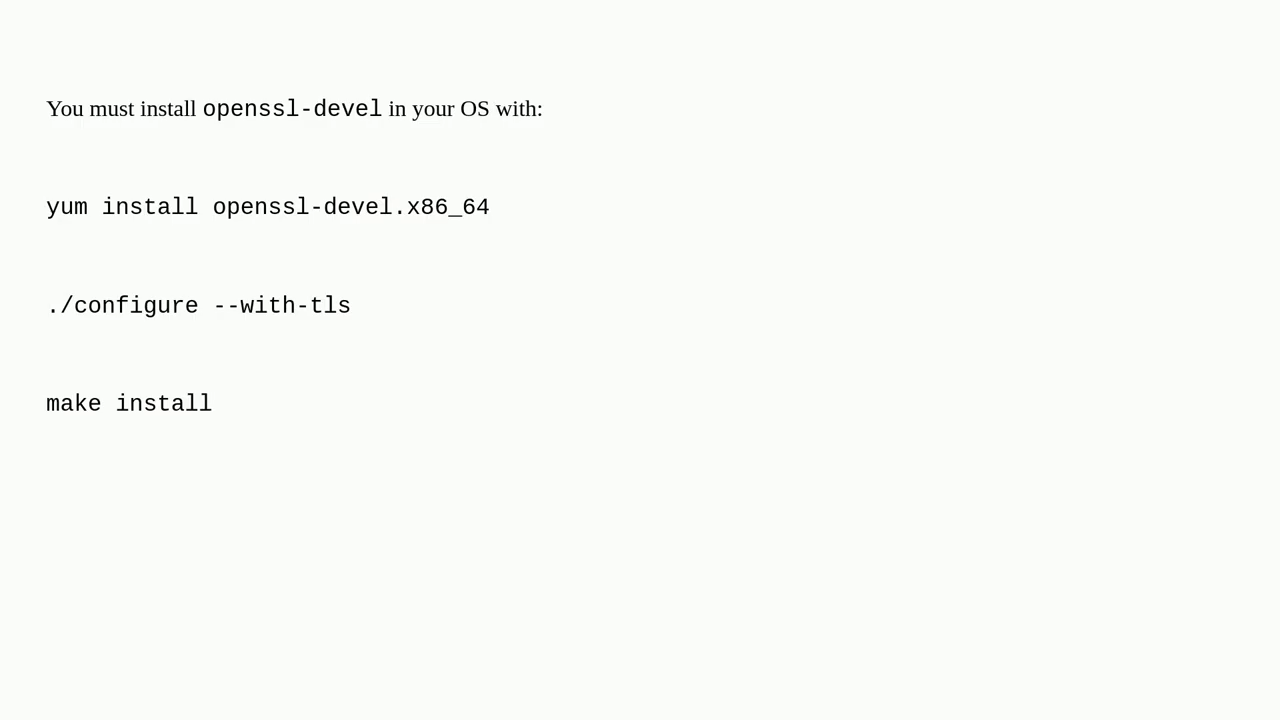 You must install openssl-devel in your OS with:
yum install openssl-devel.x86_64
./configure --with-tls
make install